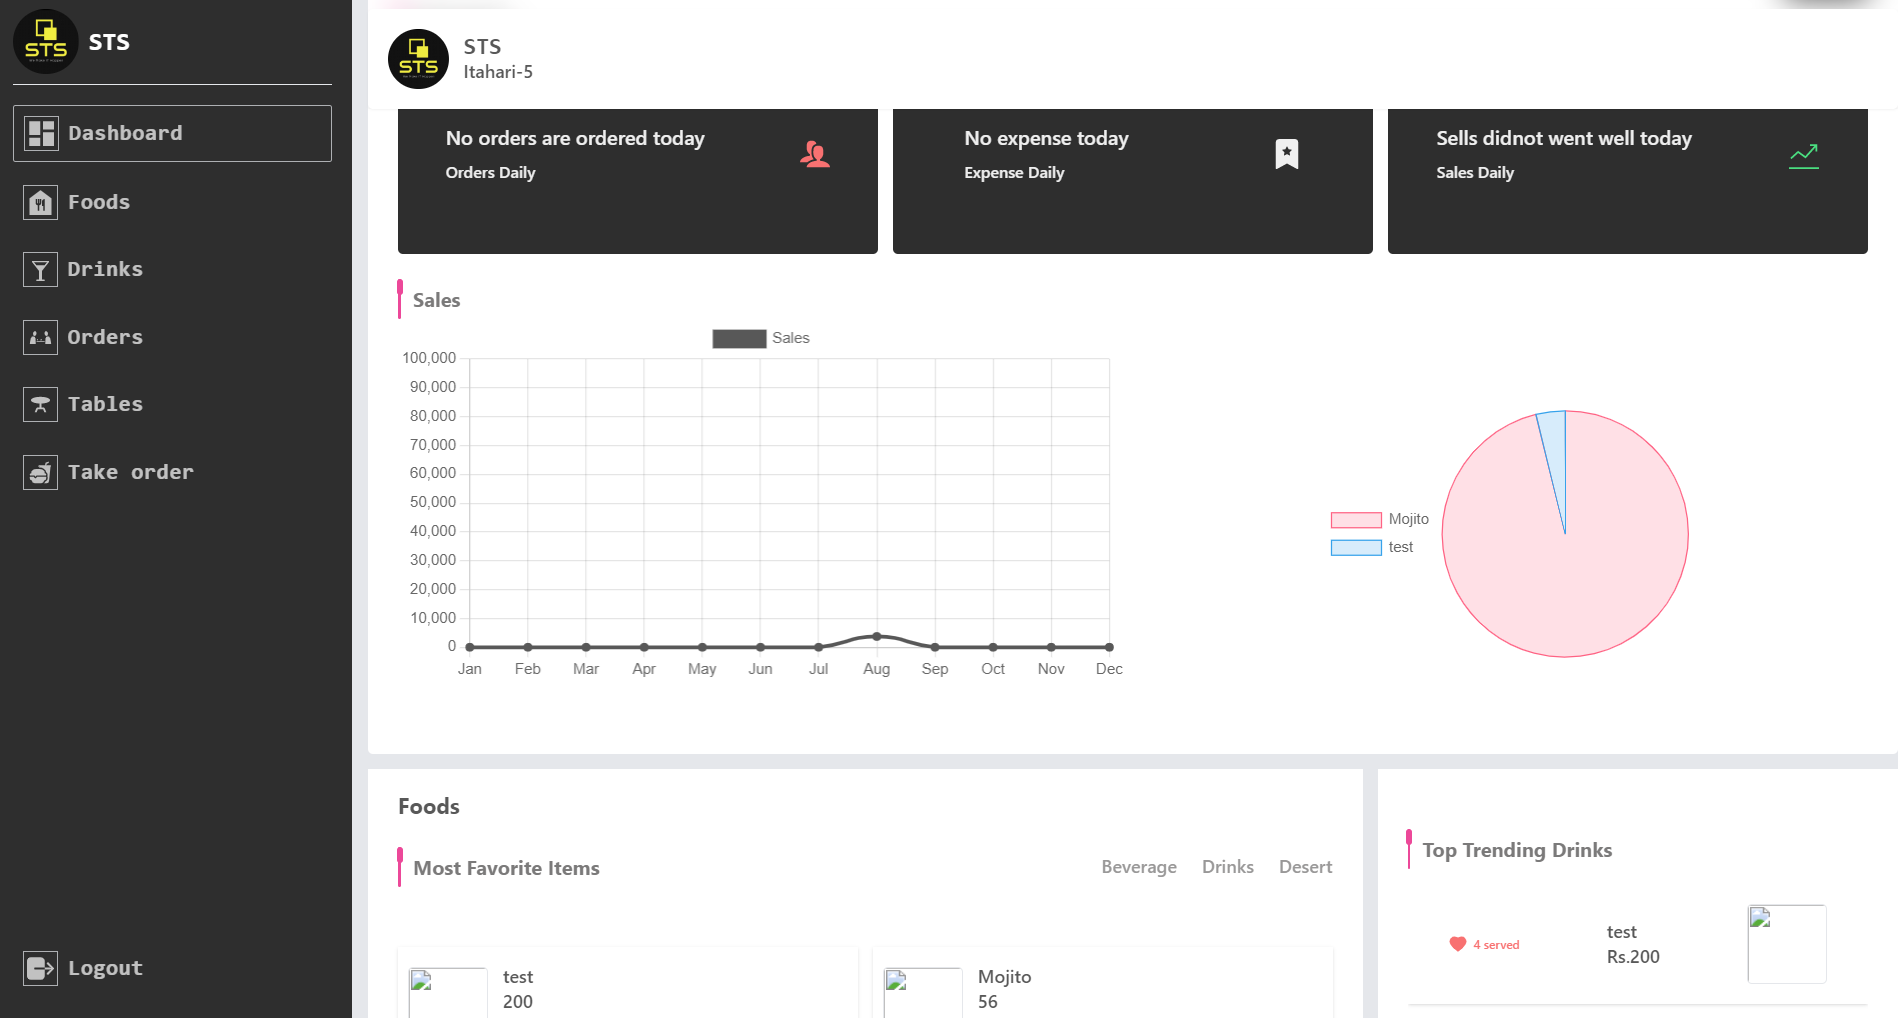 STS
STS
Dashboard
Foods
Drinks
Orders
Tables
Take order
Logout
STS
STS
Itahari-5
No orders are ordered today
Orders Daily
No expense today
Expense Daily
Sells didnot went well today
Sales Daily
Sales
Sales
100,000
90,000
80,000
70,000
60,000
50,000
40,000
30,000
20,000
10,000
0
Jan Feb Mar Apr May Jun Jul Aug Sep Oct Nov Dec
Mojito
test
Foods
Most Favorite Items
Beverage Drinks Desert
test
200
Mojito
56
Top Trending Drinks
4 served
test
Rs.200